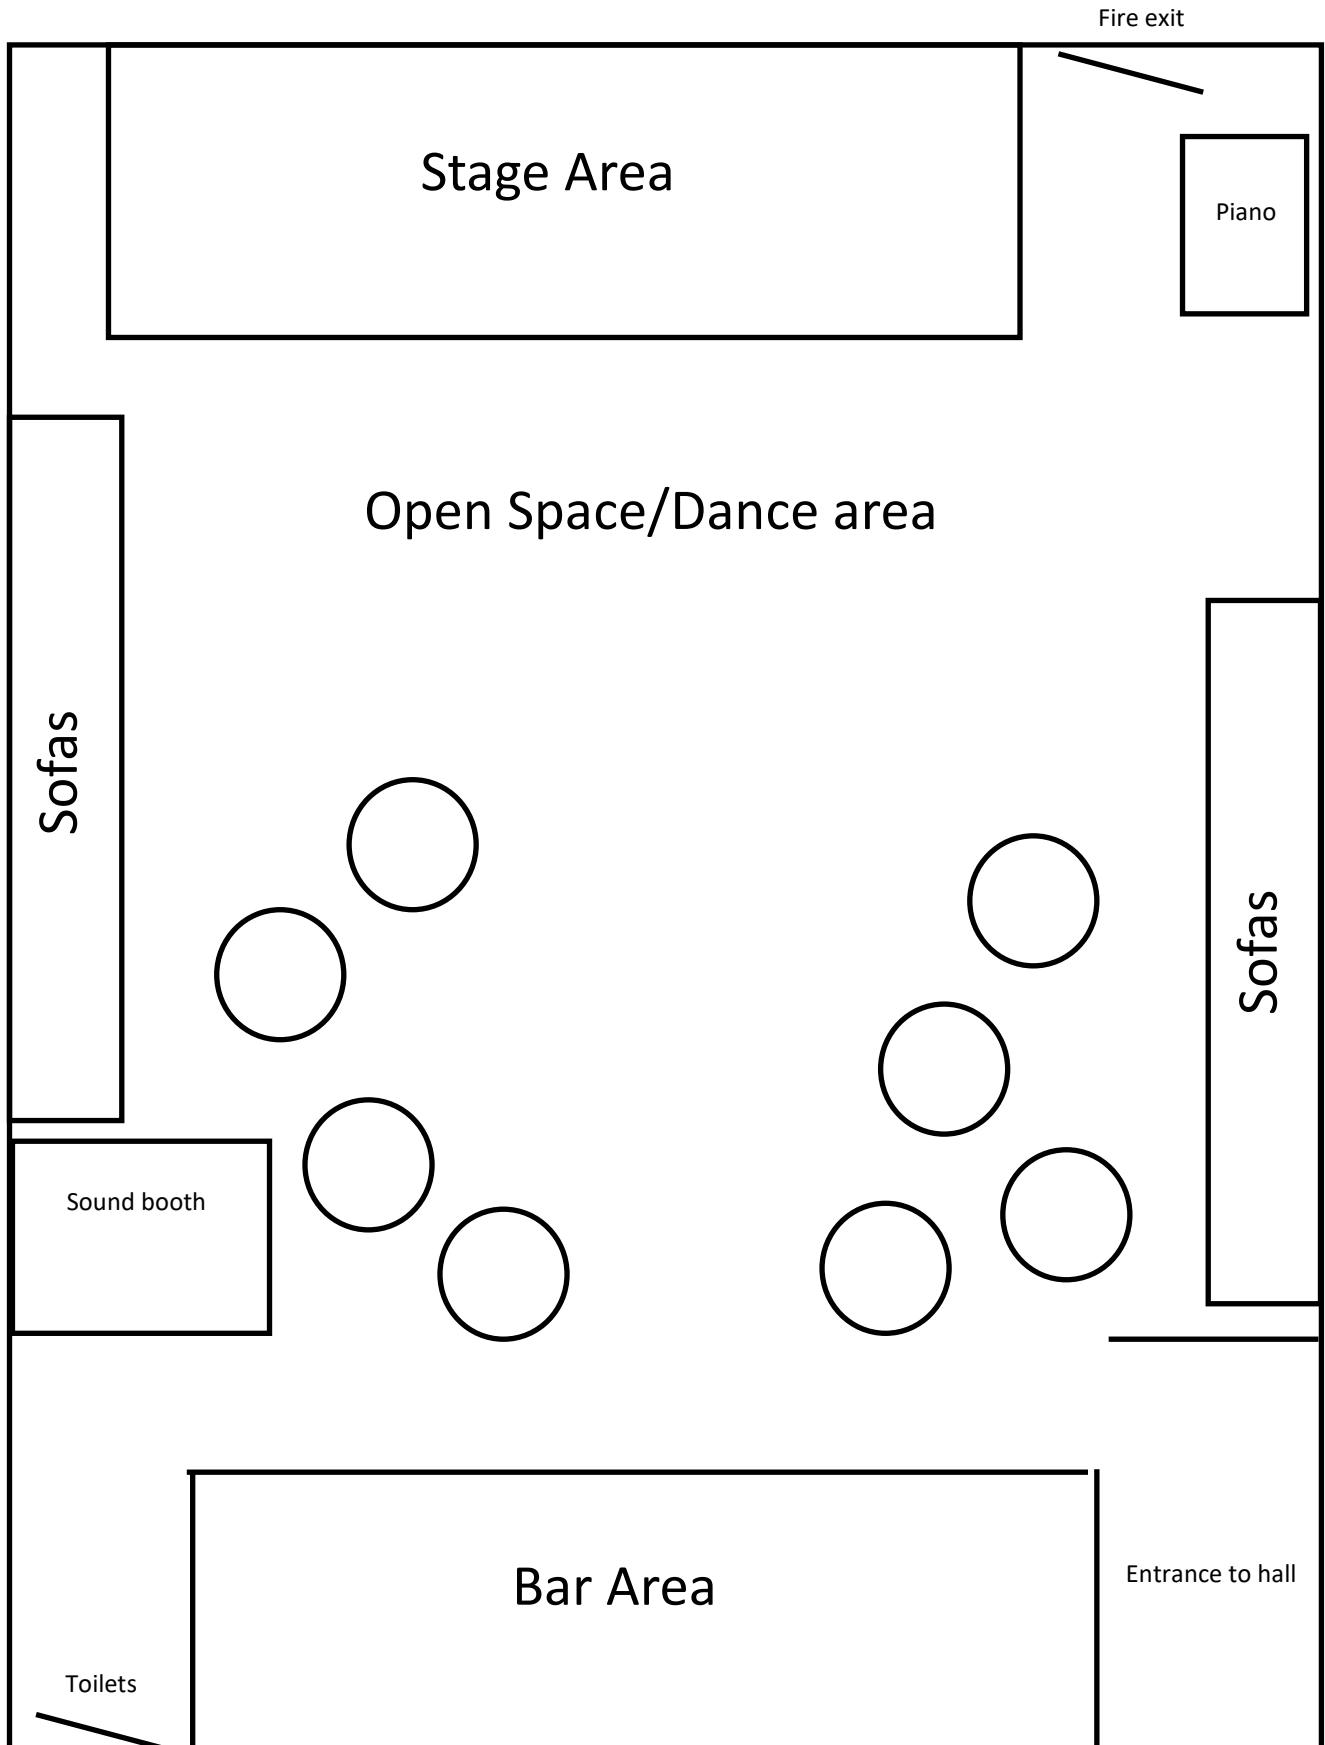 Fire exit
Stage Area
Piano
Open Space/Dance area
Sofas
Sofas
Sound booth
Bar Area
Entrance to hall
Toilets